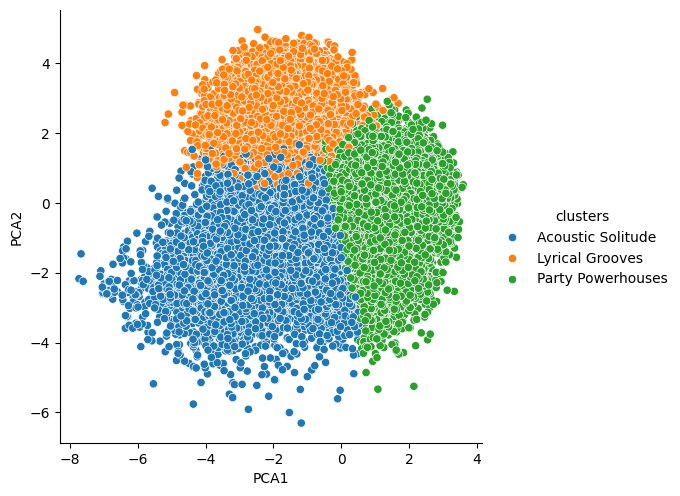 4
2
0
−2
−4
−6
PCA2
−8
−6
−4
−2
0
2
4
PCA1
clusters
Acoustic Solitude
Lyrical Grooves
Party Powerhouses